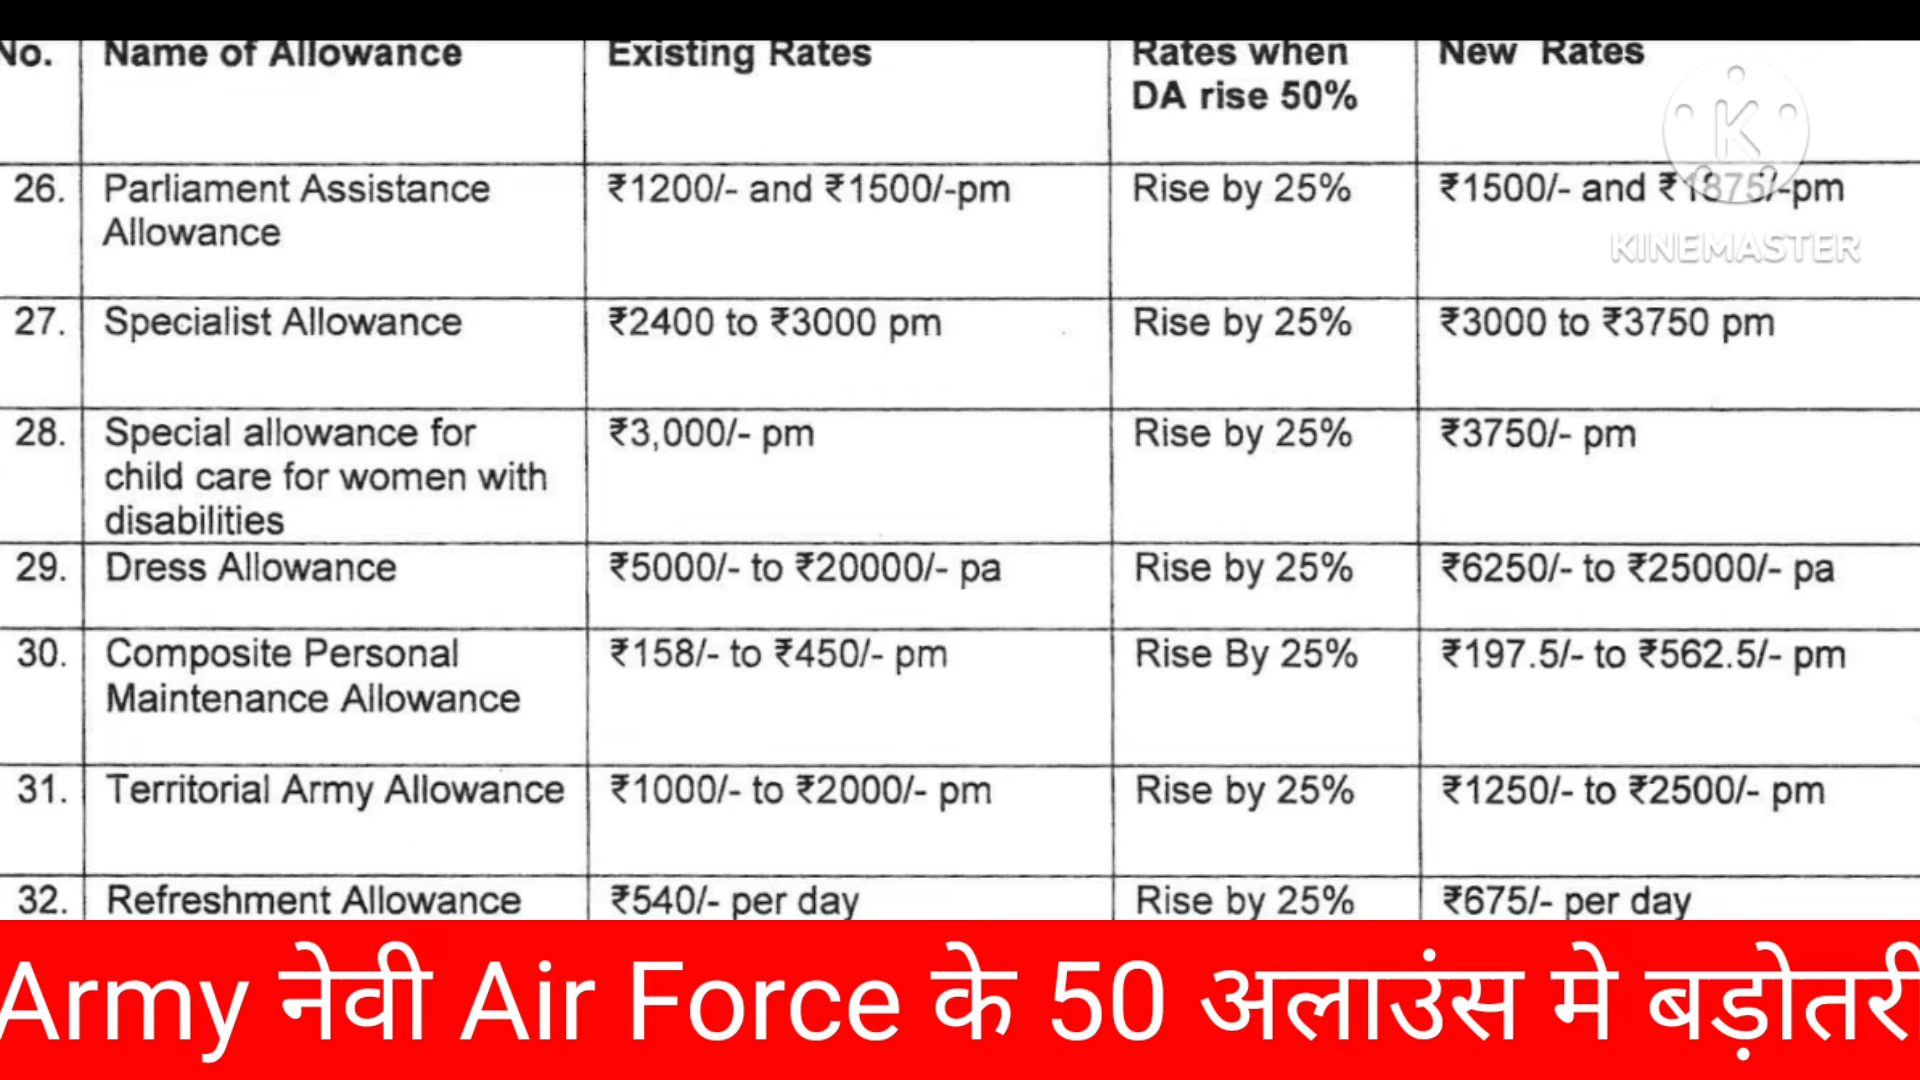 No. Name of Allowance Existing Rates Rates when New Rates
DA rise 50%
26. Parliament Assistance ₹1200/- and ₹1500/-pm Rise by 25% ₹1500/- and ₹1875/-pm
Allowance
K
KINEMASTER
27. Specialist Allowance ₹2400 to ₹3000 pm Rise by 25% ₹3000 to ₹3750 pm
28. Special allowance for ₹3,000/- pm Rise by 25% ₹3750/- pm
child care for women with
disabilities
29. Dress Allowance ₹5000/- to ₹20000/- pa Rise by 25% ₹6250/- to ₹25000/- pa
30. Composite Personal ₹158/- to ₹450/- pm Rise By 25% ₹197.5/- to ₹562.5/- pm
Maintenance Allowance
31. Territorial Army Allowance ₹1000/- to ₹2000/- pm Rise by 25% ₹1250/- to ₹2500/- pm
32. Refreshment Allowance ₹540/- per day Rise by 25% ₹675/- per day
Army नेवी Air Force के 50 अलाउंस मे बड़ोतरी